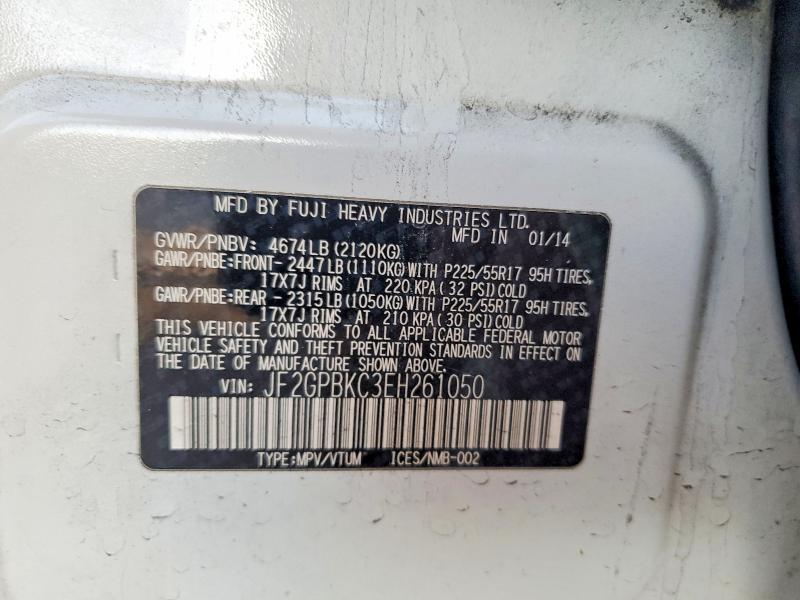 MFD BY FUJI HEAVY INDUSTRIES LTD.
MFD IN 01/14
GVWR/PNBV: 4674LB(2120KG)
GAWR/PNBE:FRONT-2447LB(1110KG)WITH P225/55R17 95H TIRES,
17X7J RIMS AT 220 KPA(32 PSI)COLD
GAWR/PNBE:REAR -2315LB(1050KG)WITH P225/55R17 95H TIRES,
17X7J RIMS AT 210 KPA(30 PSI)COLD
THIS VEHICLE CONFORMS TO ALL APPLICABLE FEDERAL MOTOR
VEHICLE SAFETY AND THEFT PREVENTION STANDARDS IN EFFECT ON
THE DATE OF MANUFACTURE SHOWN ABOVE.
VIN: JF2GPBKC3EH261050
TYPE:MPV/VTUM ICES/NMB-002